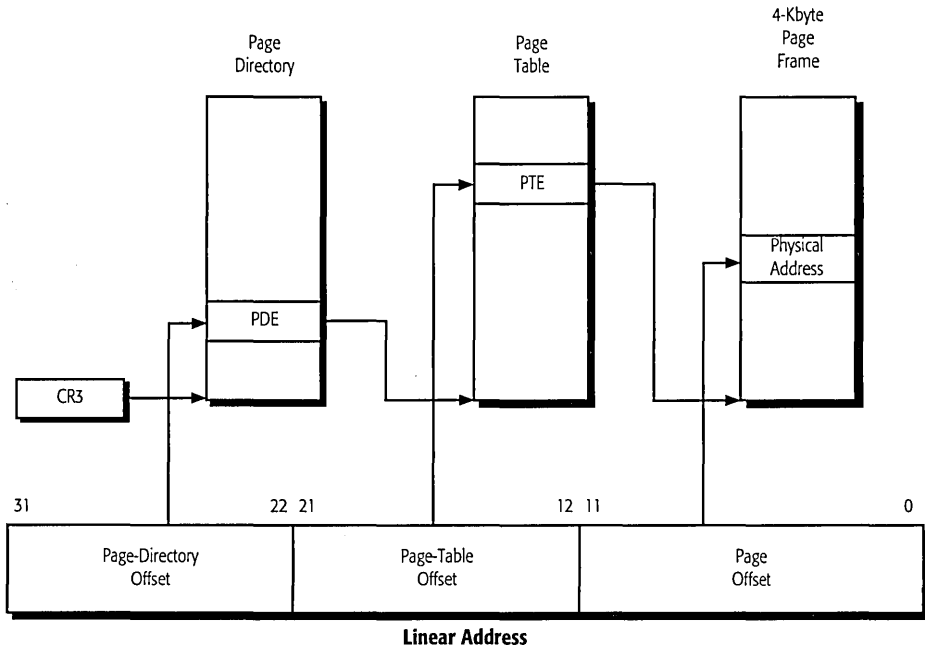 4-Kbyte
Page
Frame
Page
Directory
Page
Table
PTE
Physical
Address
PDE
CR3
31
22
21
12
11
0
Page-Directory
Offset
Page-Table
Offset
Page
Offset
Linear Address